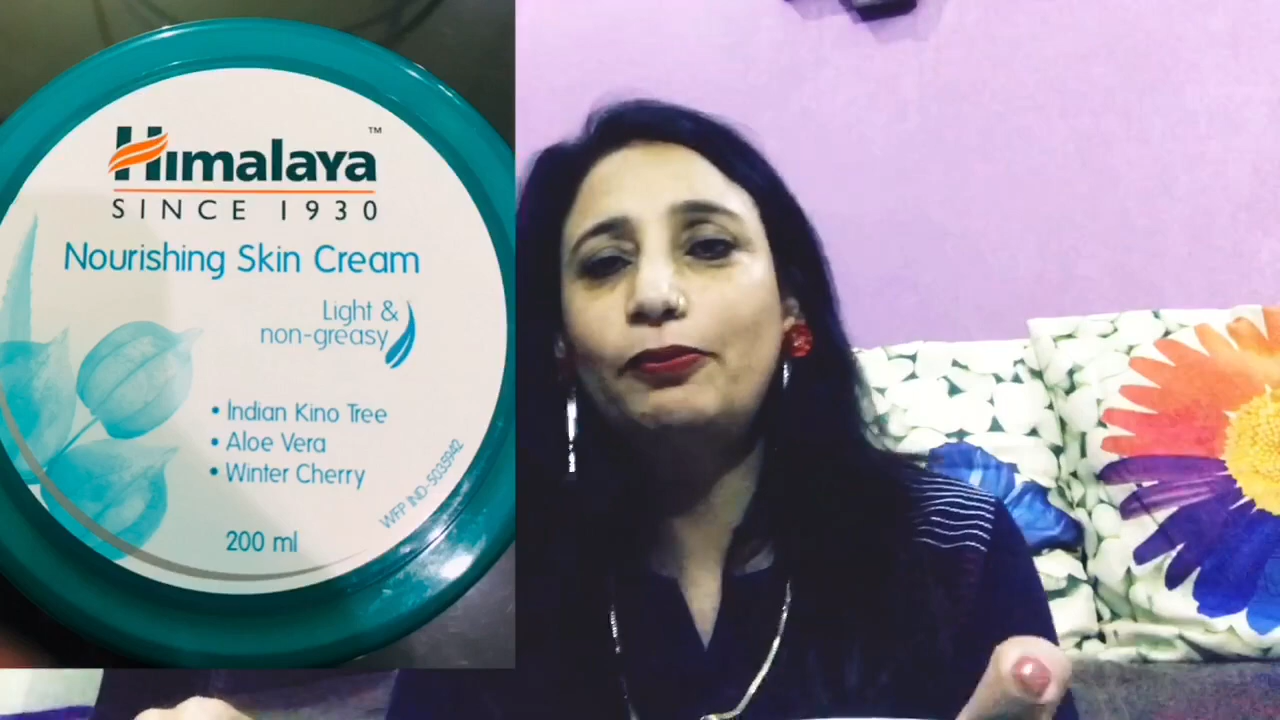 Himalaya™
SINCE 1930
Nourishing Skin Cream
Light &
non-greasy
• Indian Kino Tree
• Aloe Vera
• Winter Cherry
WFP IND-5035942
200 ml